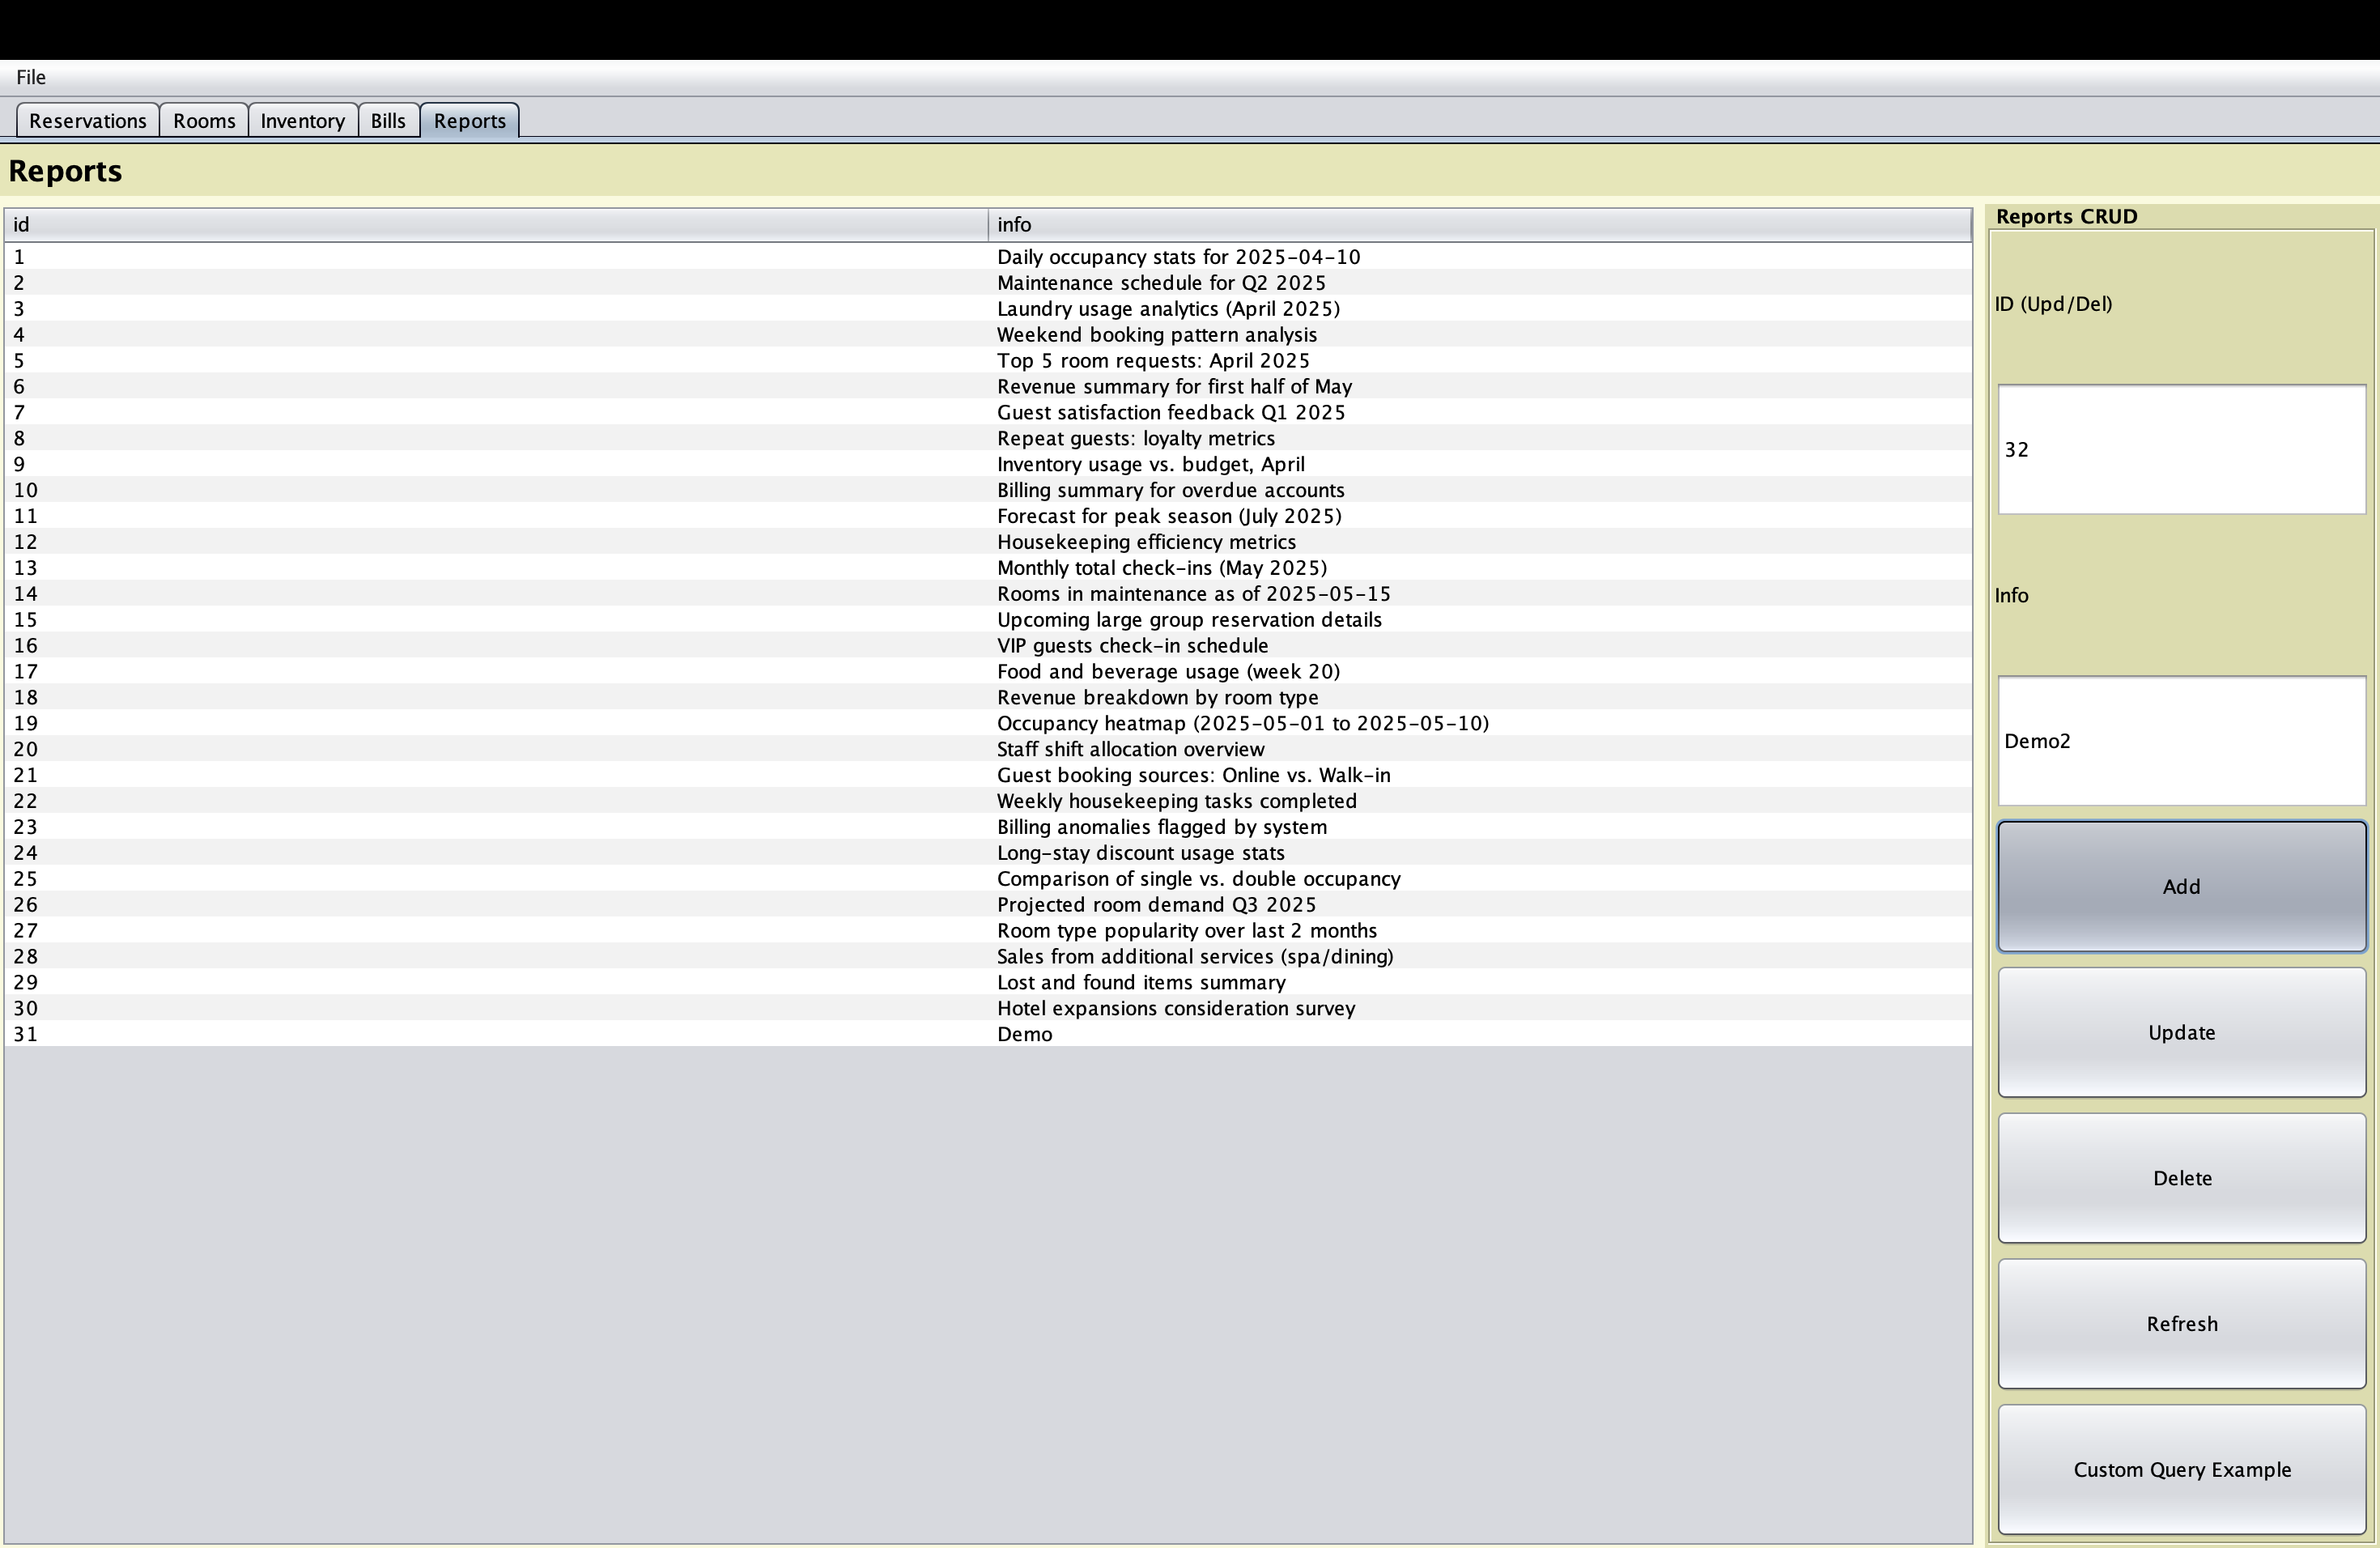 File
Reservations Rooms Inventory Bills Reports
Reports
id info
1 Daily occupancy stats for 2025-04-10
2 Maintenance schedule for Q2 2025
3 Laundry usage analytics (April 2025)
4 Weekend booking pattern analysis
5 Top 5 room requests: April 2025
6 Revenue summary for first half of May
7 Guest satisfaction feedback Q1 2025
8 Repeat guests: loyalty metrics
9 Inventory usage vs. budget, April
10 Billing summary for overdue accounts
11 Forecast for peak season (July 2025)
12 Housekeeping efficiency metrics
13 Monthly total check-ins (May 2025)
14 Rooms in maintenance as of 2025-05-15
15 Upcoming large group reservation details
16 VIP guests check-in schedule
17 Food and beverage usage (week 20)
18 Revenue breakdown by room type
19 Occupancy heatmap (2025-05-01 to 2025-05-10)
20 Staff shift allocation overview
21 Guest booking sources: Online vs. Walk-in
22 Weekly housekeeping tasks completed
23 Billing anomalies flagged by system
24 Long-stay discount usage stats
25 Comparison of single vs. double occupancy
26 Projected room demand Q3 2025
27 Room type popularity over last 2 months
28 Sales from additional services (spa/dining)
29 Lost and found items summary
30 Hotel expansions consideration survey
31 Demo
Reports CRUD
ID (Upd/Del)
32
Info
Demo2
Add
Update
Delete
Refresh
Custom Query Example